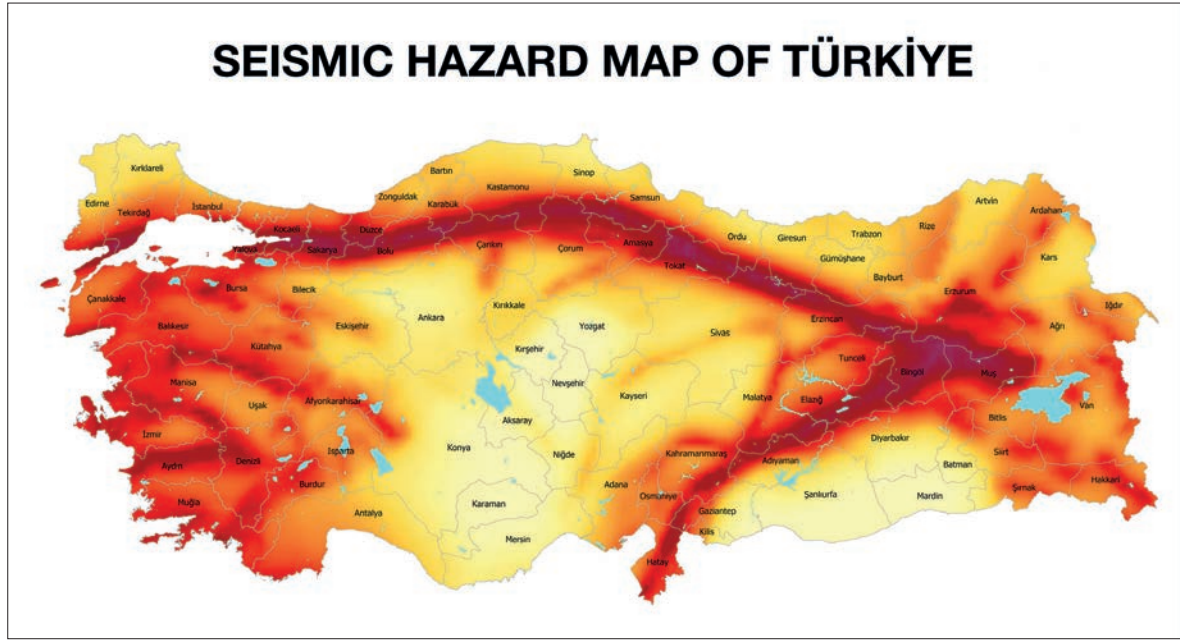 SEISMIC HAZARD MAP OF TÜRKİYE
Kırklareli
Edirne
Tekirdağ
İstanbul
Kocaeli
Yalova
Sakarya
Düzce
Bolu
Zonguldak
Bartın
Karabük
Kastamonu
Sinop
Samsun
Çankırı
Çorum
Amasya
Tokat
Ordu
Giresun
Trabzon
Gümüşhane
Bayburt
Rize
Artvin
Ardahan
Kars
Iğdır
Erzurum
Ağrı
Erzincan
Çanakkale
Balıkesir
Bursa
Bilecik
Eskişehir
Kütahya
Ankara
Kırıkkale
Kırşehir
Yozgat
Sivas
Tunceli
Bingöl
Muş
Manisa
Uşak
Afyonkarahisar
Nevşehir
Aksaray
Kayseri
Malatya
Elazığ
Bitlis
Van
İzmir
Aydın
Denizli
Isparta
Burdur
Konya
Niğde
Kahramanmaraş
Adıyaman
Diyarbakır
Batman
Siirt
Şırnak
Hakkari
Muğla
Antalya
Karaman
Mersin
Adana
Osmaniye
Gaziantep
Kilis
Şanlıurfa
Mardin
Hatay